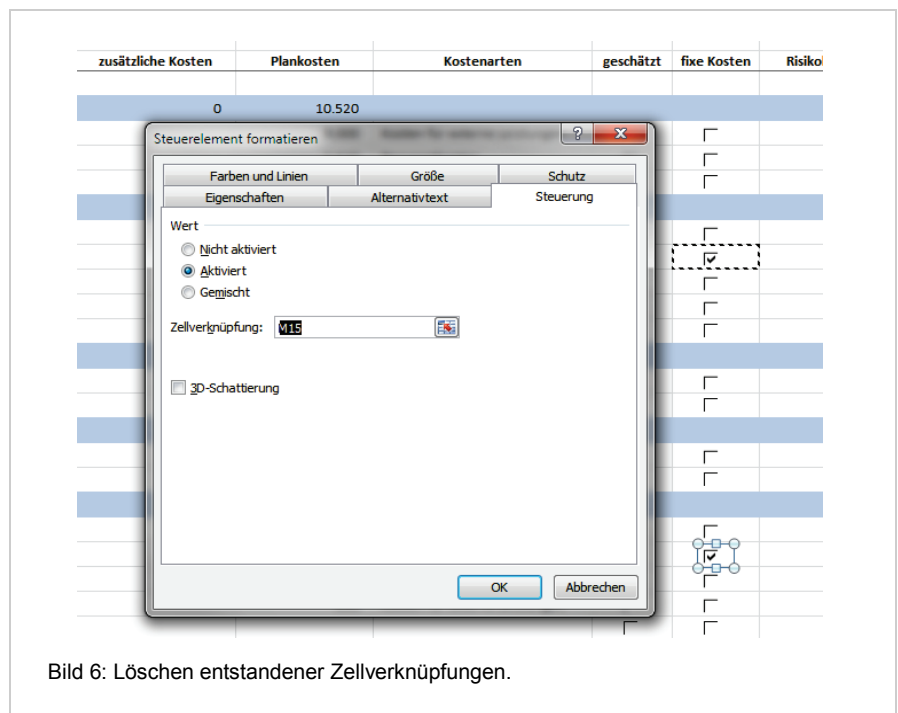 zusätzliche Kosten Plankosten Kostenarten geschätzt fixe Kosten
0 10.520
Steuerelement formatieren
Farben und Linien Größe Schutz
Eigenschaften Alternativtext Steuerung
Wert
Nicht aktiviert
Aktiviert
Gemischt
Zellverknüpfung: M15
3D-Schattierung
OK Abbrechen
Bild 6: Löschen entstandener Zellverknüpfungen.